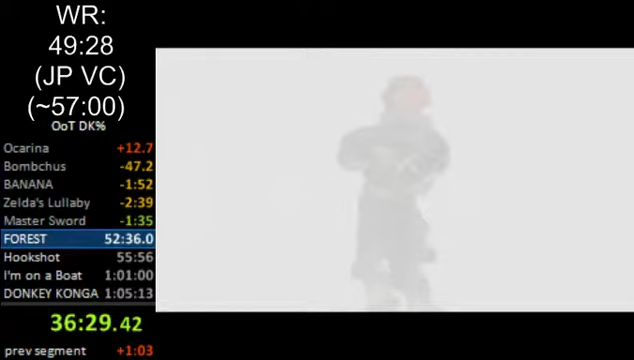 WR:
49:28
(JP VC)
(~57:00)
OoT DK%
Ocarina +12.7
Bombchus -47.2
BANANA -1:52
Zelda's Lullaby -2:39
Master Sword -1:35
FOREST 52:36.0
Hookshot 55:56
I'm on a Boat 1:01:00
DONKEY KONGA 1:05:13
36:29.42
prev segment +1:03